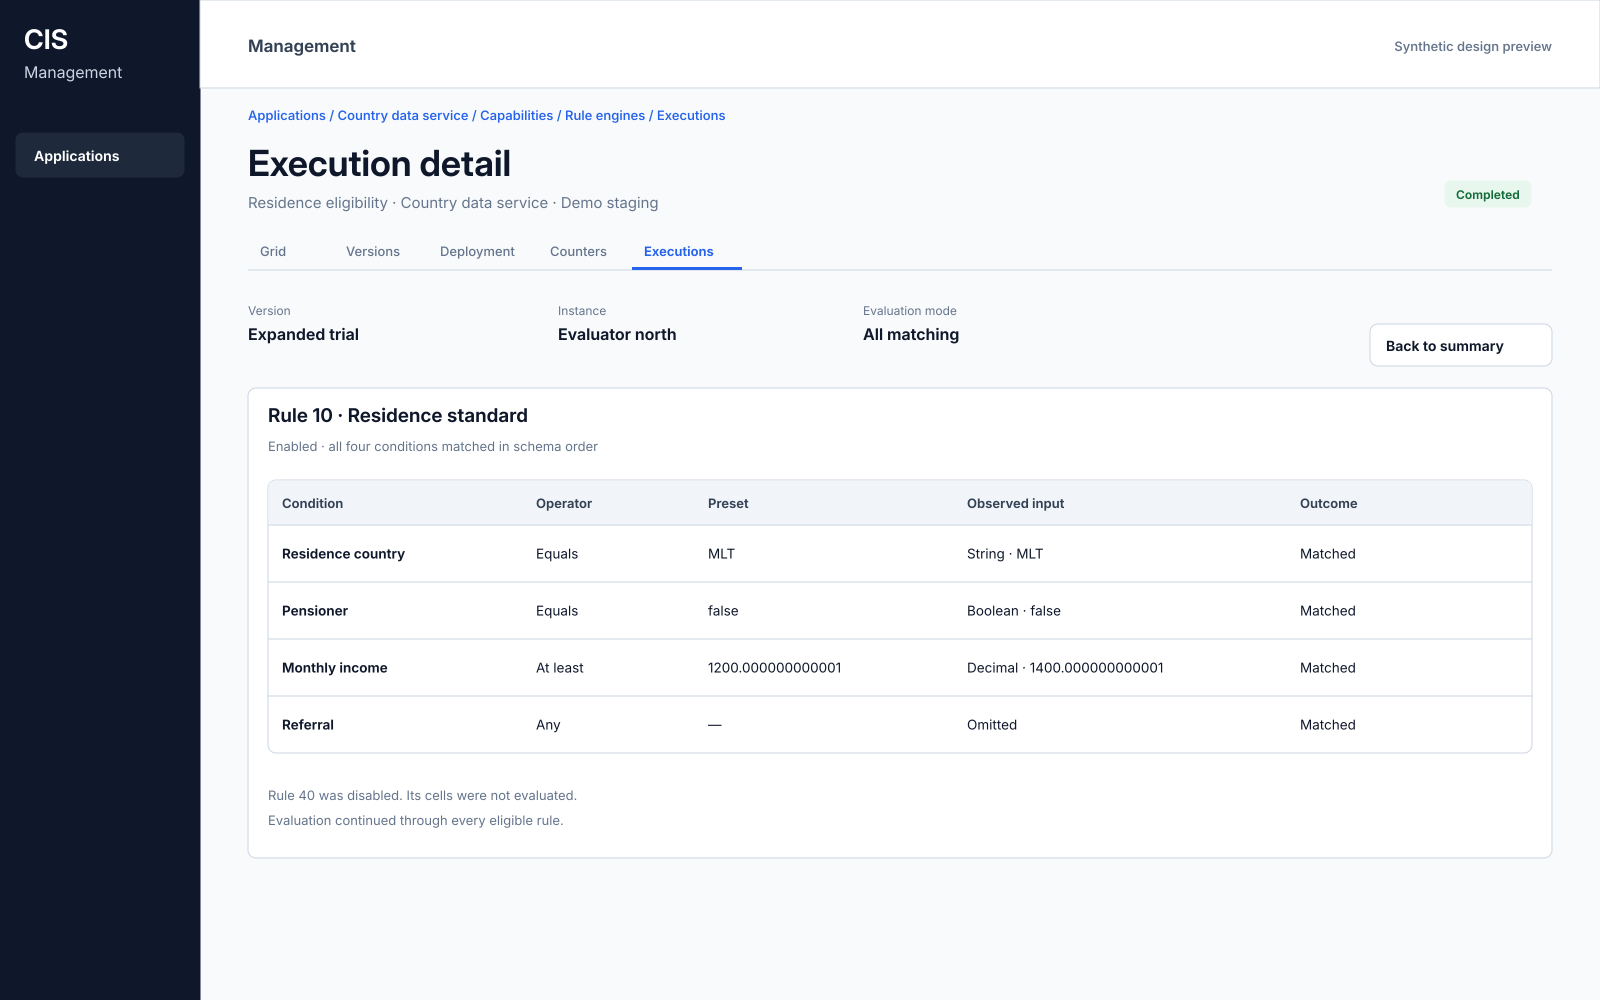 CIS
Management
Applications
Management
Synthetic design preview
Applications / Country data service / Capabilities / Rule engines / Executions
Execution detail
Residence eligibility · Country data service · Demo staging
Completed
Grid Versions Deployment Counters Executions
Version Instance Evaluation mode
Expanded trial Evaluator north All matching
Back to summary
Rule 10 · Residence standard
Enabled · all four conditions matched in schema order
Condition Operator Preset Observed input Outcome
Residence country Equals MLT String · MLT Matched
Pensioner Equals false Boolean · false Matched
Monthly income At least 1200.000000000001 Decimal · 1400.000000000001 Matched
Referral Any — Omitted Matched
Rule 40 was disabled. Its cells were not evaluated.
Evaluation continued through every eligible rule.